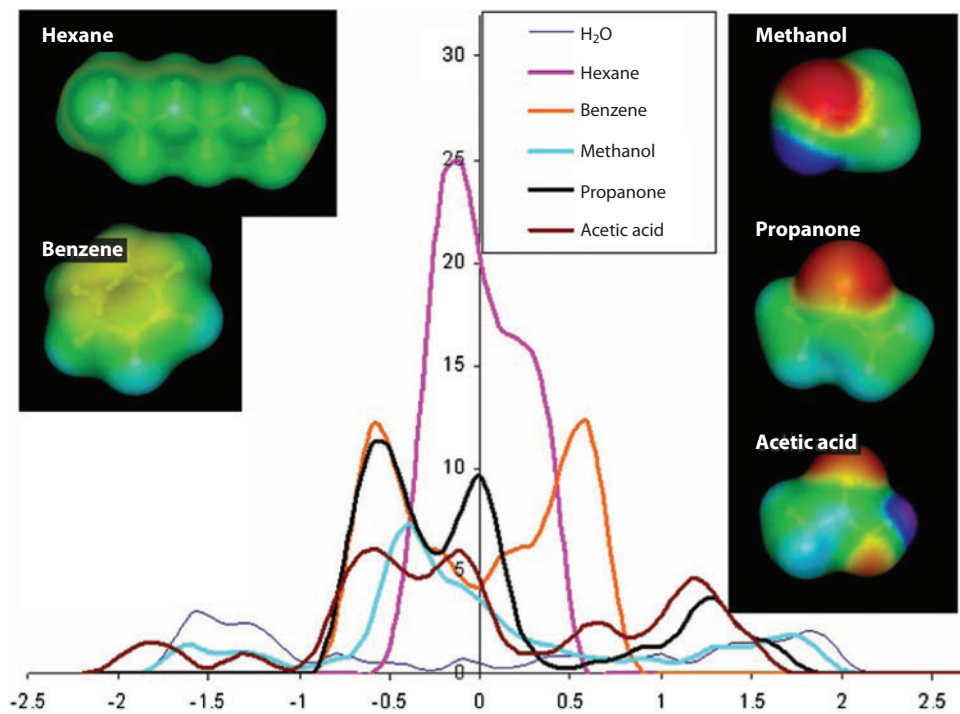 Hexane
Benzene
30
25
20
15
10
5
0
H₂O
Hexane
Benzene
Methanol
Propanone
Acetic acid
Methanol
Propanone
Acetic acid
-2.5 -2 -1.5 -1 -0.5 0 0.5 1 1.5 2 2.5